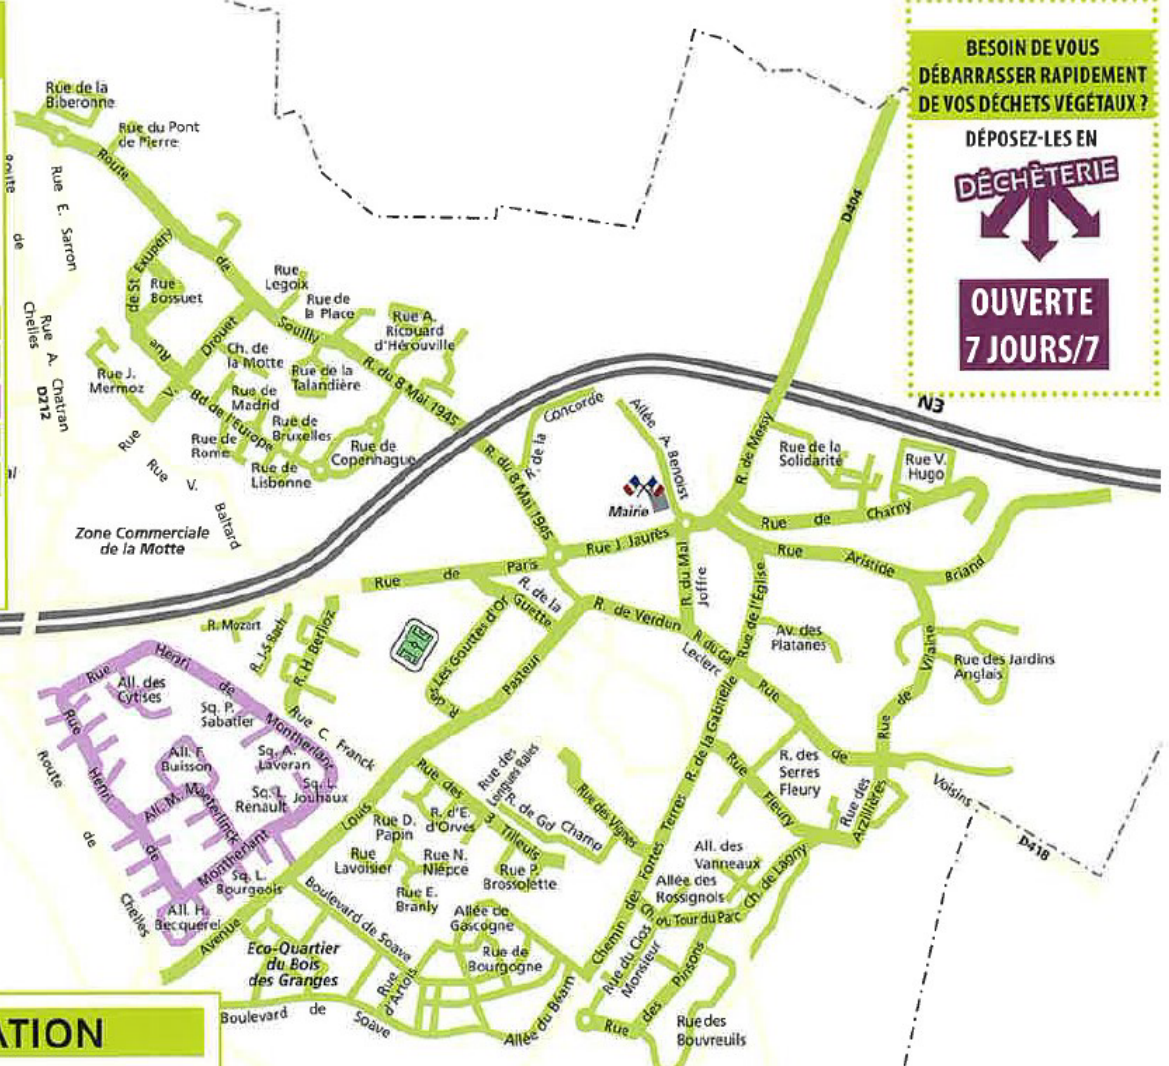 BESOIN DE VOUS
DÉBARRASSER RAPIDEMENT
DE VOS DÉCHETS VÉGÉTAUX ?
DÉPOSEZ-LES EN
DÉCHÈTERIE
OUVERTE
7 JOURS/7
Rue de la
Biberonne
Rue du Pont
de Pierre
Route
Route
de
Chelles
Rue E. Sarron
Rue A. Chatran
D212
de
Souilly
Rue
de St Exupéry
Rue
Bossuet
Rue
Legoix
Rue de
la Place
Rue A.
Ricouard
d'Hérouville
V. Drouet
Rue
Ch. de
la Motte
Rue de la
Talandière
R. du 8 Mai 1945
Rue J.
Mermoz
Bd de l'Europe
Rue de
Madrid
Rue de
Bruxelles
Rue de
Rome
Rue de
Lisbonne
Rue de
Copenhague
Rue
V.
Baltard
Zone Commerciale
de la Motte
D404
N3
R. de la
Concorde
Allée A. Benoist
R. de Messy
Rue de la
Solidarité
Rue V.
Hugo
Mairie
R. du 8 Mai 1945
Rue de Charny
Rue J. Jaurès
Rue de Paris
Rue Aristide Briand
R. du Mal
Joffre
Rue de l'Église
R. de la
Guette
R. de Verdun
R. du Gal
Leclerc
Av. des
Platanes
Rue des Jardins
Anglais
Rue de Vilaine
R. Mozart
R. J-S Bach
R. H. Berlioz
R. des Les Gouttes d'Or
Pasteur
Rue C. Franck
Rue Henri de Montherlant
All. des
Cytises
Sq. P.
Sabatier
Sq. A.
Laveran
All. F.
Buisson
Sq. L.
Jouhaux
Sq. L.
Renault
All. M. Maeterlinck
Rue Henri de Montherlant
Sq. L.
Bourgeois
All. H.
Becquerel
Route
de
Chelles
Avenue
Louis
Rue des 3 Tilleuls
Rue des
Longues Raies
R. de Gd Champ
Rue des Vignes
R. de la Gabrielle
Rue de Voisins
D418
R. des
Serres
Fleury
Rue Fleury
Rue des
Arzillières
R. d'E.
d'Orves
Rue D.
Papin
Rue
Lavoisier
Rue N.
Niépce
Rue P.
Brossolette
Rue E.
Branly
All. des
Vanneaux
Allée des
Rossignols
Ch. du Tour du Parc
Ch. de Lagny
Chemin des Fortes Terres
Boulevard de Soave
Allée de
Gascogne
Rue de
Bourgogne
Rue
d'Artois
Eco-Quartier
du Bois
des Granges
Boulevard de Soave
Allée du Béarn
Rue du Clos
Monsieur
Rue des Pinsons
Rue des
Bouvreuils
ATION